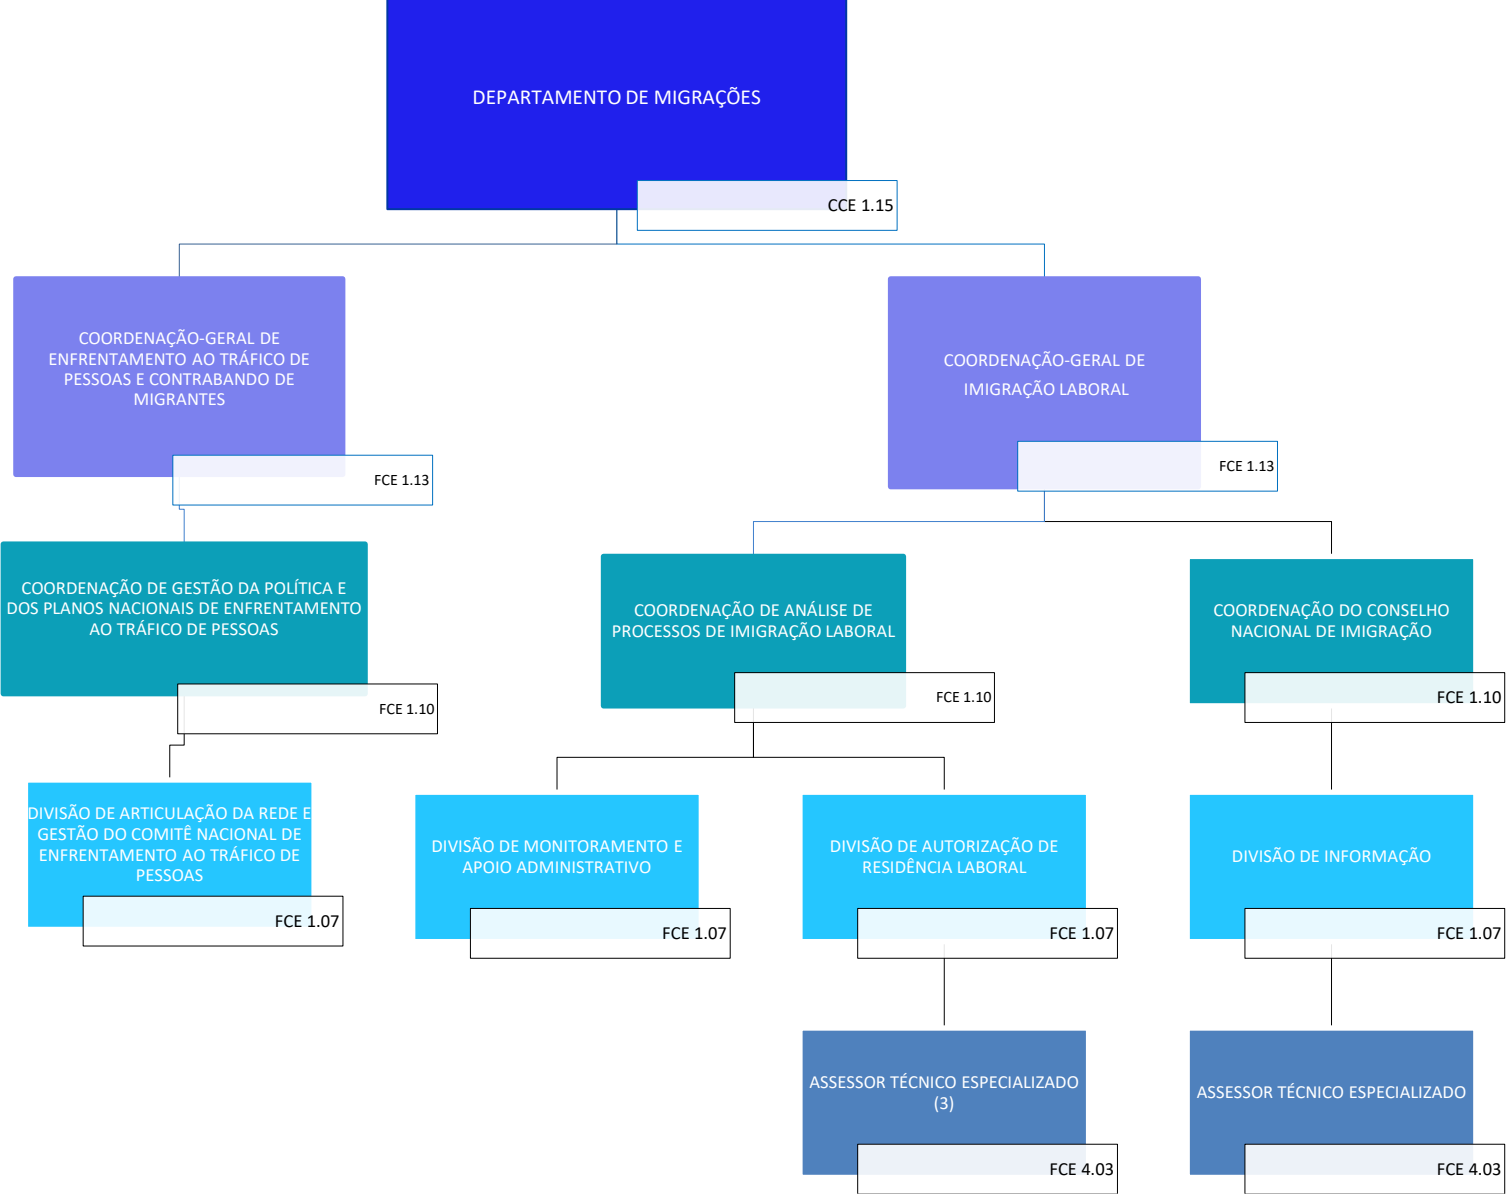 DEPARTAMENTO DE MIGRAÇÕES
CCE 1.15
COORDENAÇÃO-GERAL DE
ENFRENTAMENTO AO TRÁFICO DE
PESSOAS E CONTRABANDO DE
MIGRANTES
FCE 1.13
COORDENAÇÃO-GERAL DE
IMIGRAÇÃO LABORAL
FCE 1.13
COORDENAÇÃO DE GESTÃO DA POLÍTICA E
DOS PLANOS NACIONAIS DE ENFRENTAMENTO
AO TRÁFICO DE PESSOAS
FCE 1.10
COORDENAÇÃO DE ANÁLISE DE
PROCESSOS DE IMIGRAÇÃO LABORAL
FCE 1.10
COORDENAÇÃO DO CONSELHO
NACIONAL DE IMIGRAÇÃO
FCE 1.10
DIVISÃO DE ARTICULAÇÃO DA REDE E
GESTÃO DO COMITÊ NACIONAL DE
ENFRENTAMENTO AO TRÁFICO DE
PESSOAS
FCE 1.07
DIVISÃO DE MONITORAMENTO E
APOIO ADMINISTRATIVO
FCE 1.07
DIVISÃO DE AUTORIZAÇÃO DE
RESIDÊNCIA LABORAL
FCE 1.07
DIVISÃO DE INFORMAÇÃO
FCE 1.07
ASSESSOR TÉCNICO ESPECIALIZADO
(3)
FCE 4.03
ASSESSOR TÉCNICO ESPECIALIZADO
FCE 4.03